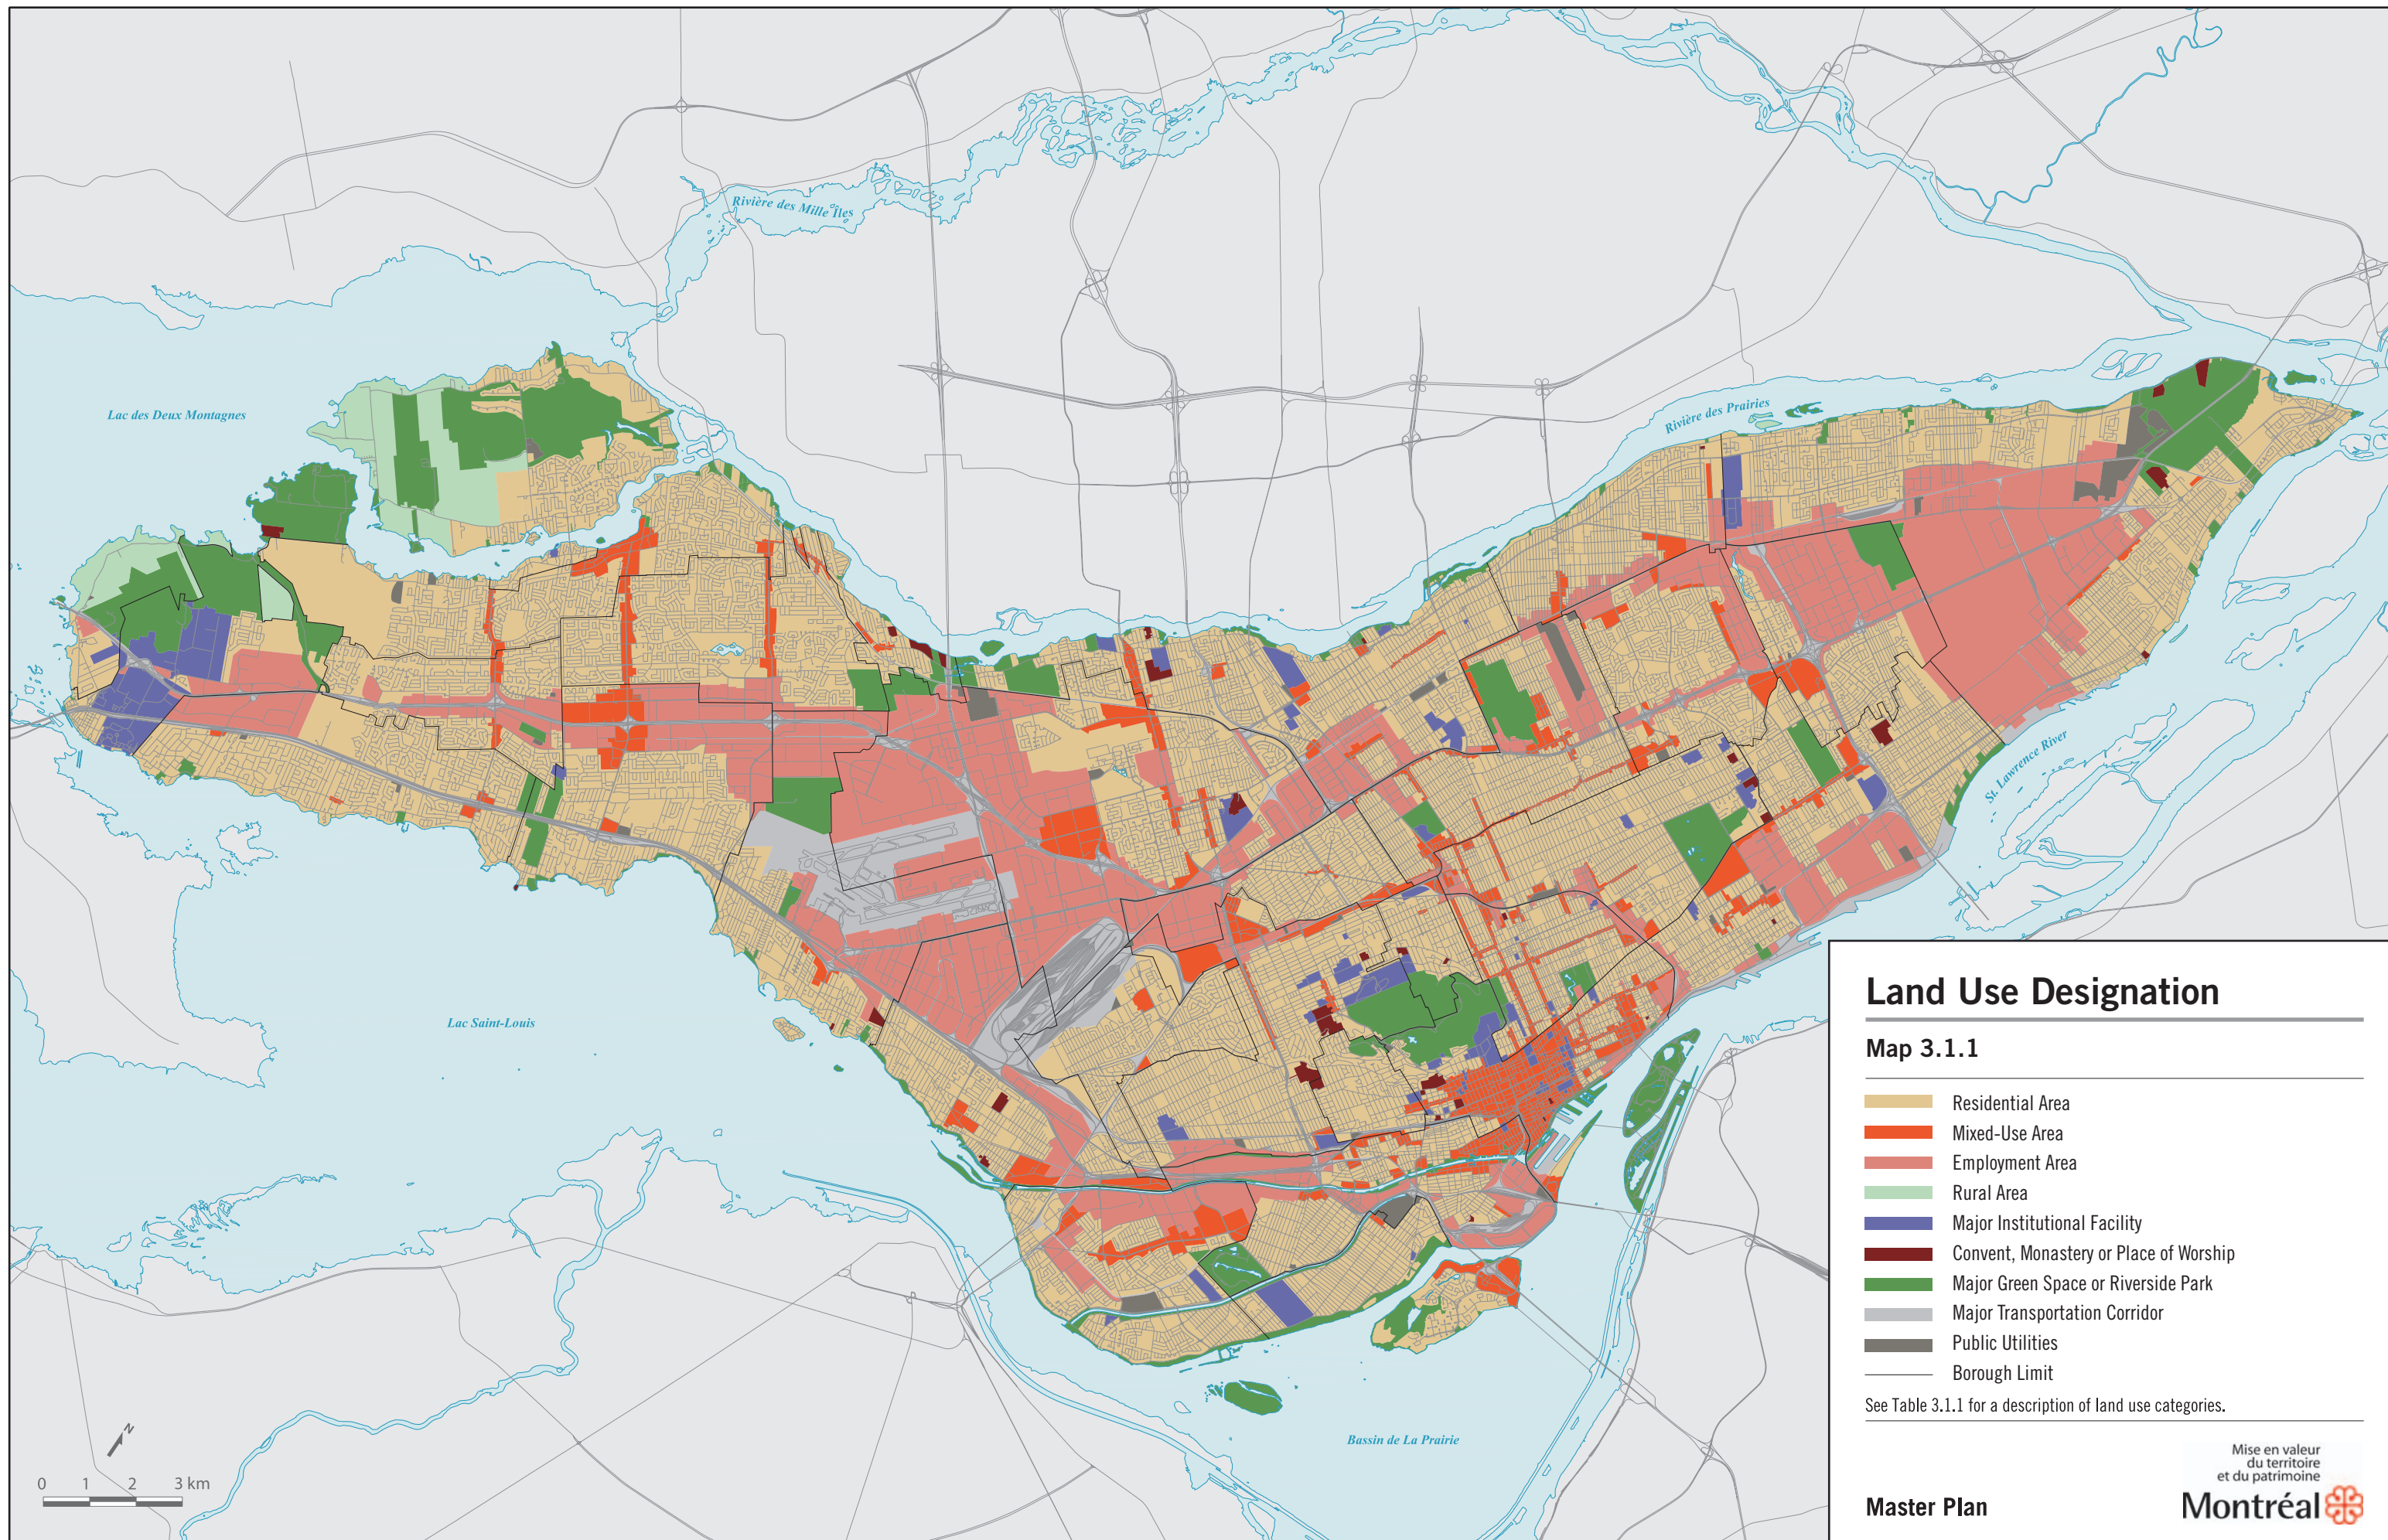 Rivière des Mille Îles
Lac des Deux Montagnes
Rivière des Prairies
St. Lawrence River
Lac Saint-Louis
Bassin de La Prairie
N
0 1 2 3 km
Land Use Designation
Map 3.1.1
Residential Area
Mixed-Use Area
Employment Area
Rural Area
Major Institutional Facility
Convent, Monastery or Place of Worship
Major Green Space or Riverside Park
Major Transportation Corridor
Public Utilities
Borough Limit
See Table 3.1.1 for a description of land use categories.
Mise en valeur
du territoire
et du patrimoine
Master Plan
Montréal